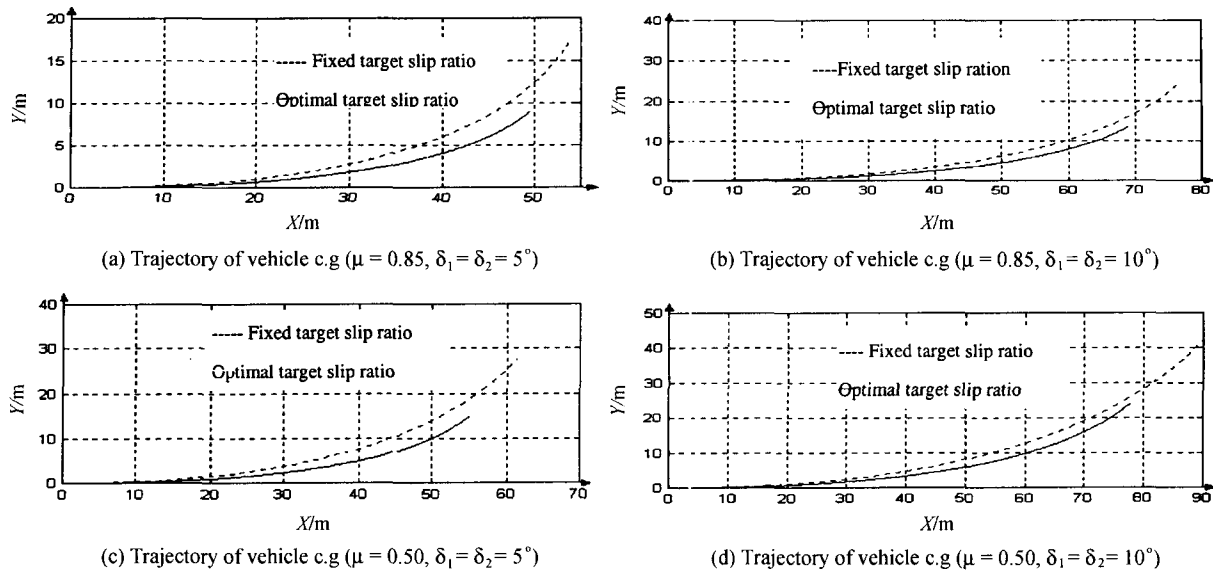 20
15
10
5
0
Y/m
----- Fixed target slip ratio
Optimal target slip ratio
0 10 20 30 40 50
X/m
(a) Trajectory of vehicle c.g (μ = 0.85, δ₁ = δ₂ = 5°)
40
30
20
10
0
Y/m
----Fixed target slip ration
Optimal target slip ratio
0 10 20 30 40 50 60 70 80
X/m
(b) Trajectory of vehicle c.g (μ = 0.85, δ₁ = δ₂ = 10°)
40
30
20
10
0
Y/m
----- Fixed target slip ratio
Optimal target slip ratio
0 10 20 30 40 50 60 70
X/m
(c) Trajectory of vehicle c.g (μ = 0.50, δ₁ = δ₂ = 5°)
50
40
30
20
10
0
Y/m
---- Fixed target slip ratio
Optimal target slip ratio
0 10 20 30 40 50 60 70 80 90
X/m
(d) Trajectory of vehicle c.g (μ = 0.50, δ₁ = δ₂ = 10°)